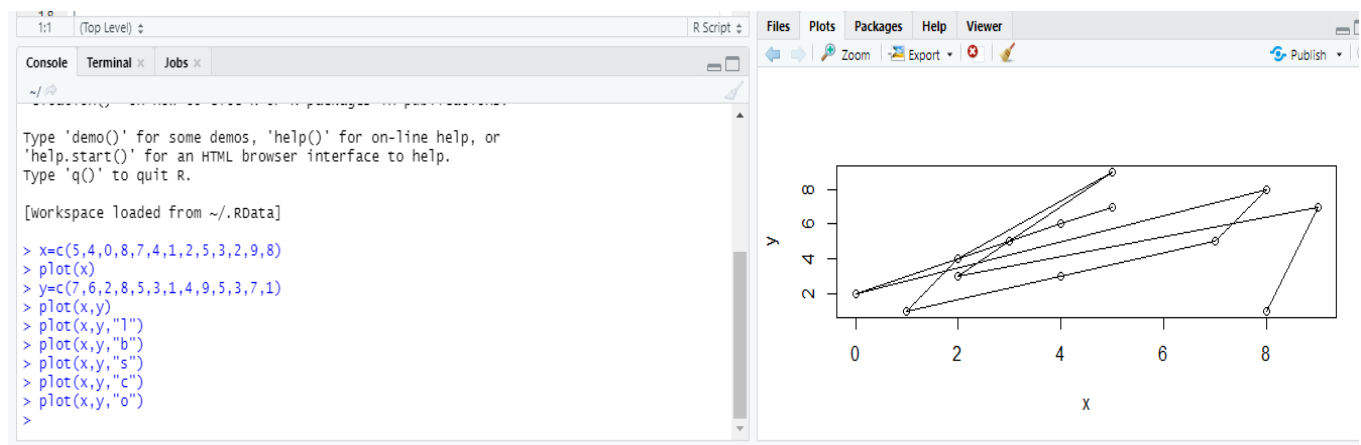 1:1 (Top Level) R Script
Console Terminal Jobs
~/
Type 'demo()' for some demos, 'help()' for on-line help, or
'help.start()' for an HTML browser interface to help.
Type 'q()' to quit R.
[Workspace loaded from ~/.RData]
> x=c(5,4,0,8,7,4,1,2,5,3,2,9,8)
> plot(x)
> y=c(7,6,2,8,5,3,1,4,9,5,3,7,1)
> plot(x,y)
> plot(x,y,"l")
> plot(x,y,"b")
> plot(x,y,"s")
> plot(x,y,"c")
> plot(x,y,"o")
>
Files Plots Packages Help Viewer
Zoom Export Publish
8
6
4
2
y
0 2 4 6 8
x